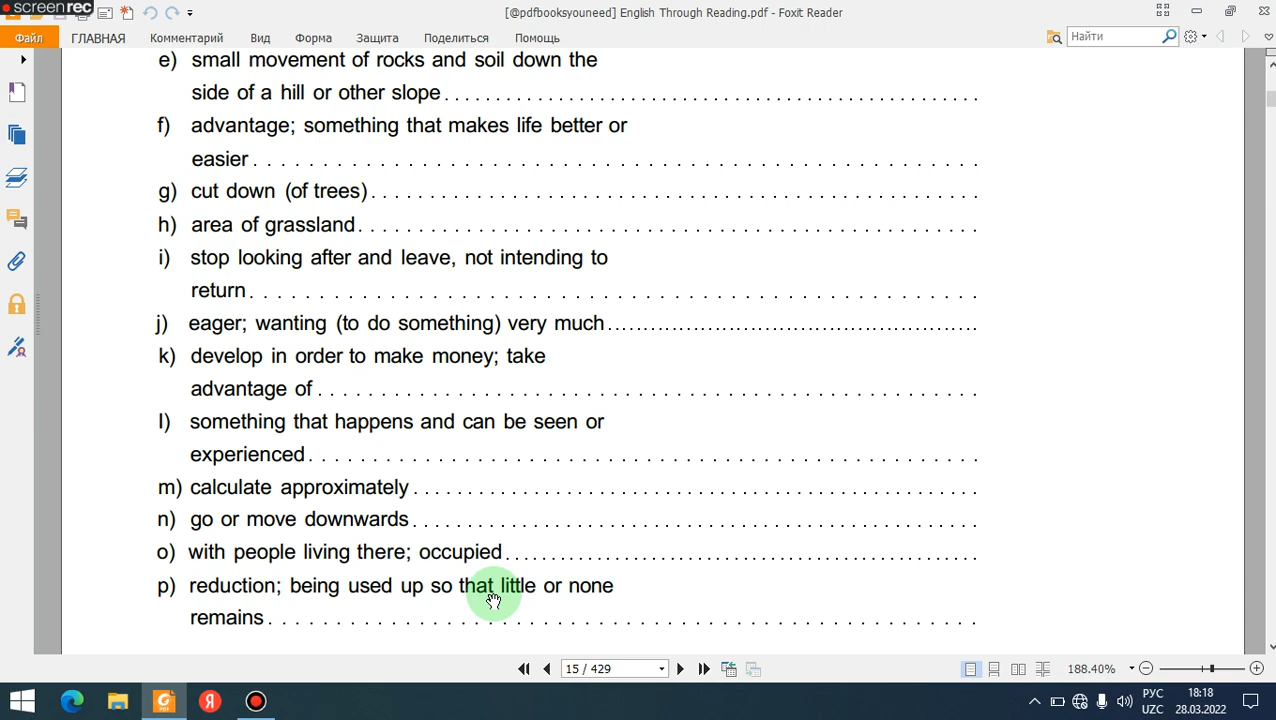 screenrec
[@pdfbooksyouneed] English Through Reading.pdf - Foxit Reader
Файл ГЛАВНАЯ Комментарий Вид Форма Защита Поделиться Помощь Найти
e) small movement of rocks and soil down the
side of a hill or other slope
f) advantage; something that makes life better or
easier
g) cut down (of trees)
h) area of grassland
i) stop looking after and leave, not intending to
return
j) eager; wanting (to do something) very much
k) develop in order to make money; take
advantage of
l) something that happens and can be seen or
experienced
m) calculate approximately
n) go or move downwards
o) with people living there; occupied
p) reduction; being used up so that little or none
remains
15 / 429 188.40%
РУС 18:18
UZC 28.03.2022